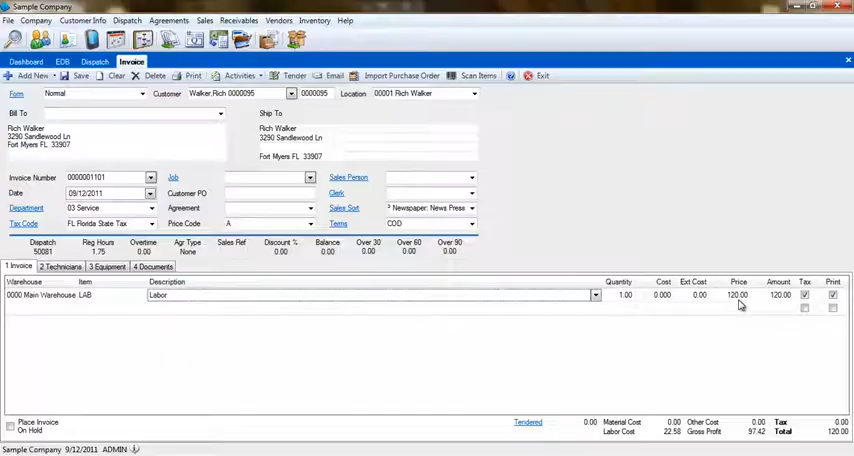 Sample Company
File Company Customer Info Dispatch Agreements Sales Receivables Vendors Inventory Help
Dashboard EDB Dispatch Invoice
Add New Save Clear Delete Print Activities Tender Email Import Purchase Order Scan Items Exit
Form Normal Customer Walker,Rich 0000095 0000095 Location 00001 Rich Walker
Bill To Ship To
Rich Walker Rich Walker
3290 Sandlewood Ln 3290 Sandlewood Ln
Fort Myers FL 33907 Fort Myers FL 33907
Invoice Number 0000001101 Job Sales Person
Date 09/12/2011 Customer PO Clerk
Department 03 Service Agreement Sales Sort Newspaper: News Press
Tax Code FL Florida State Tax Price Code A Terms COD
Dispatch Reg Hours Overtime Agr Type Sales Ref Discount % Balance Over 30 Over 60 Over 90
50081 1.75 0.00 None 0.00 0.00 0.00 0.00 0.00
1 Invoice 2 Technicians 3 Equipment 4 Documents
Warehouse Item Description Quantity Cost Ext Cost Price Amount Tax Print
0000 Main Warehouse LAB Labor 1.00 0.000 0.00 120.00 120.00
Place Invoice On Hold Tendered 0.00 Material Cost 0.00 Other Cost 0.00 Tax 0.00
Labor Cost 22.58 Gross Profit 97.42 Total 120.00
Sample Company 9/12/2011 ADMIN